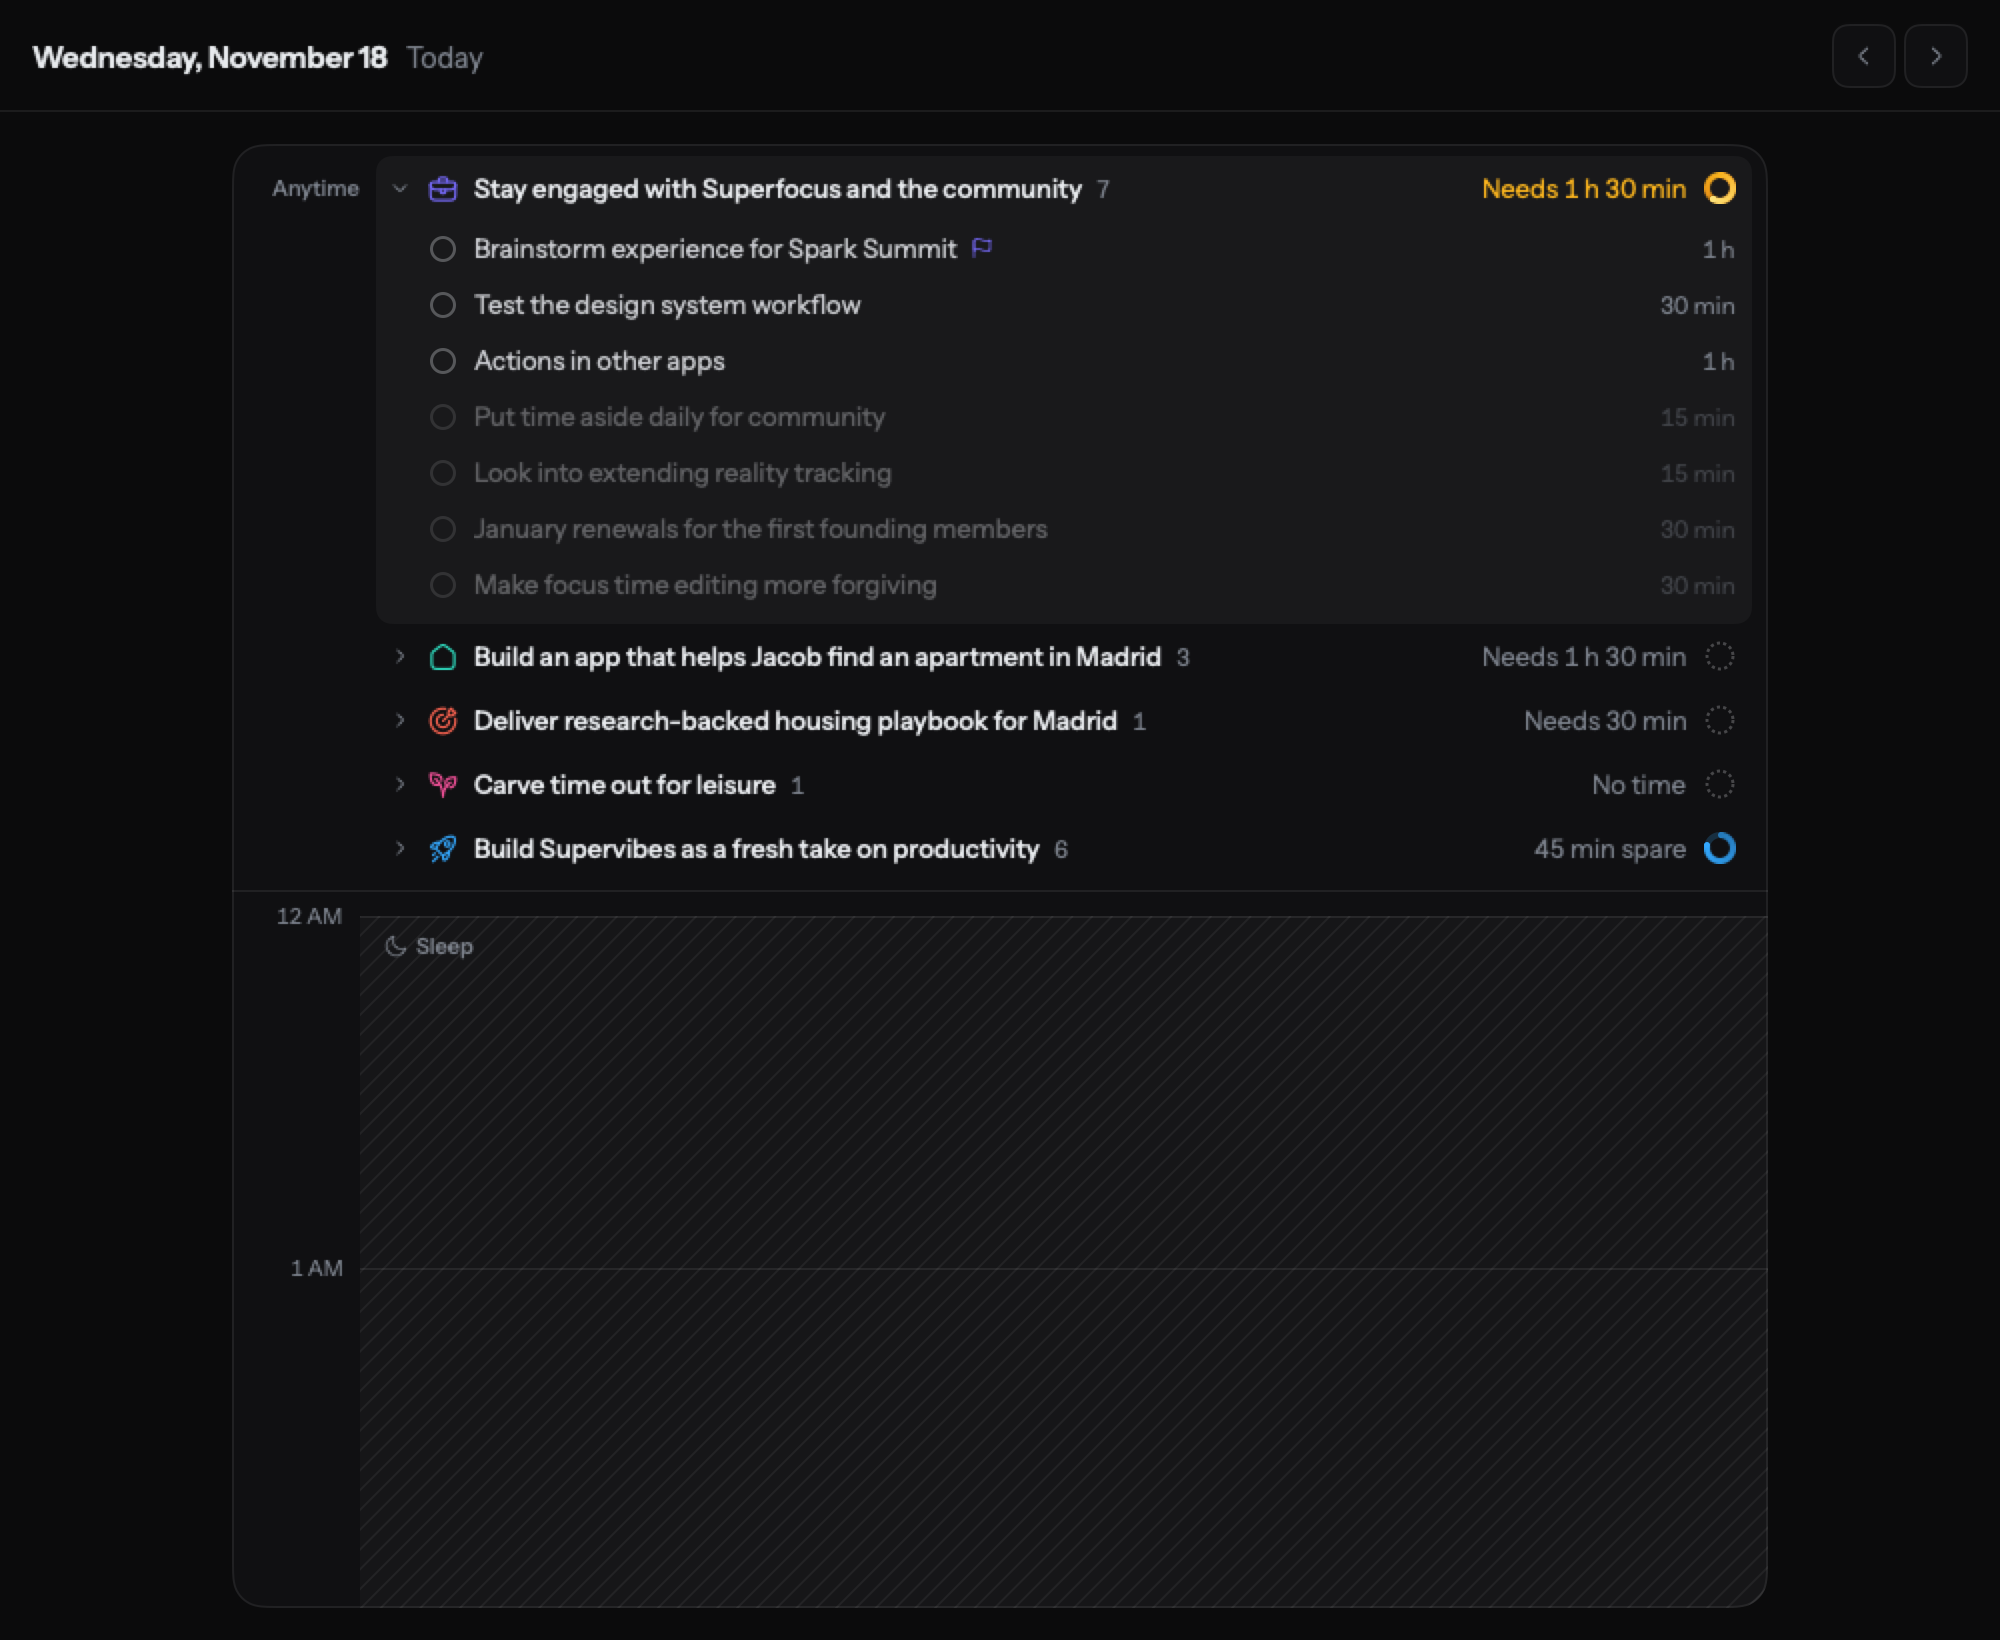 Wednesday, November 18 Today
Anytime Stay engaged with Superfocus and the community 7 Needs 1 h 30 min
Brainstorm experience for Spark Summit 1 h
Test the design system workflow 30 min
Actions in other apps 1 h
Put time aside daily for community 15 min
Look into extending reality tracking 15 min
January renewals for the first founding members 30 min
Make focus time editing more forgiving 30 min
Build an app that helps Jacob find an apartment in Madrid 3 Needs 1 h 30 min
Deliver research-backed housing playbook for Madrid 1 Needs 30 min
Carve time out for leisure 1 No time
Build Supervibes as a fresh take on productivity 6 45 min spare
12 AM
Sleep
1 AM